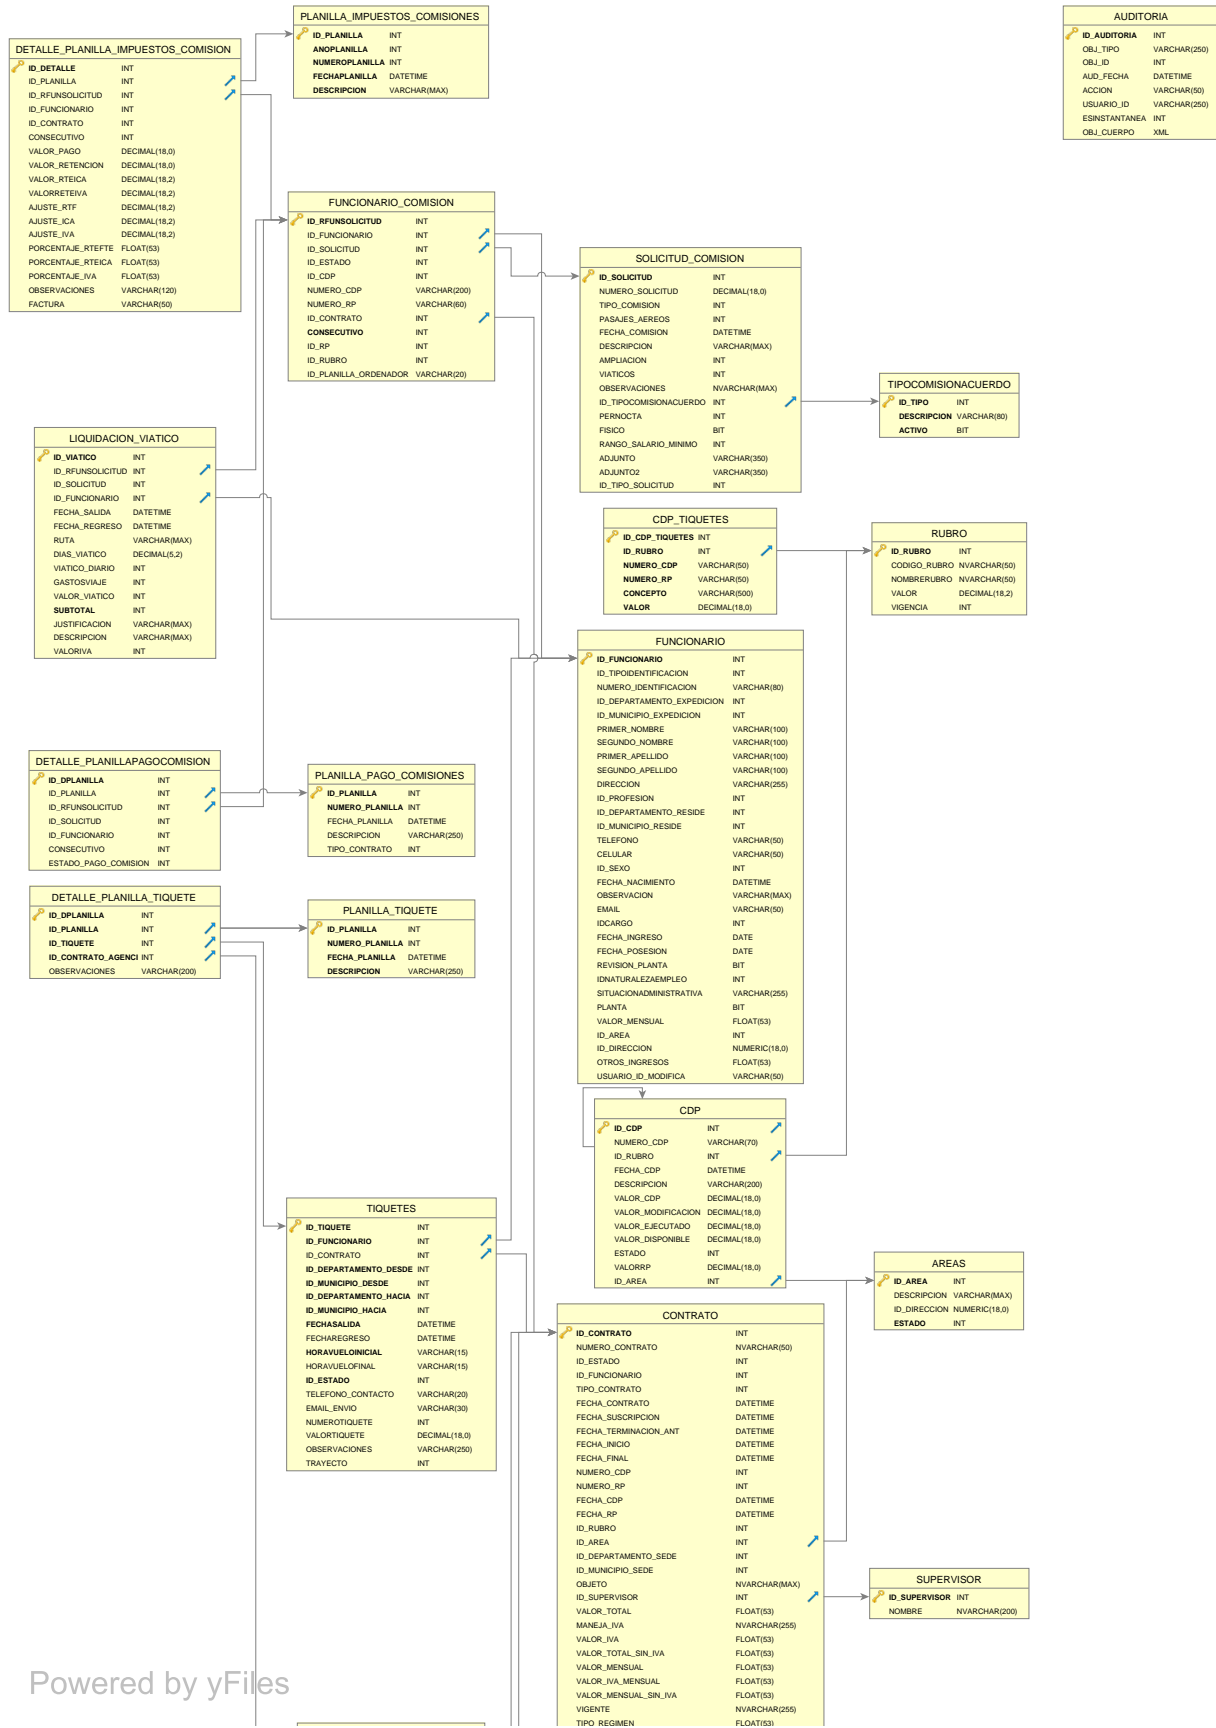 PLANILLA_IMPUESTOS_COMISIONES
ID_PLANILLA INT
ANOPLANILLA INT
NUMEROPLANILLA INT
FECHAPLANILLA DATETIME
DESCRIPCION VARCHAR(MAX)
AUDITORIA
ID_AUDITORIA INT
OBJ_TIPO VARCHAR(250)
OBJ_ID INT
AUD_FECHA DATETIME
ACCION VARCHAR(50)
USUARIO_ID VARCHAR(250)
ESINSTANTANEA INT
OBJ_CUERPO XML
DETALLE_PLANILLA_IMPUESTOS_COMISION
ID_DETALLE INT
ID_PLANILLA INT
ID_RFUNSOLICITUD INT
ID_FUNCIONARIO INT
ID_CONTRATO INT
CONSECUTIVO INT
VALOR_PAGO DECIMAL(18,0)
VALOR_RETENCION DECIMAL(18,0)
VALOR_RTEICA DECIMAL(18,2)
VALORRETEIVA DECIMAL(18,2)
AJUSTE_RTF DECIMAL(18,2)
AJUSTE_ICA DECIMAL(18,2)
AJUSTE_IVA DECIMAL(18,2)
PORCENTAJE_RTEFTE FLOAT(53)
PORCENTAJE_RTEICA FLOAT(53)
PORCENTAJE_IVA FLOAT(53)
OBSERVACIONES VARCHAR(120)
FACTURA VARCHAR(50)
FUNCIONARIO_COMISION
ID_RFUNSOLICITUD INT
ID_FUNCIONARIO INT
ID_SOLICITUD INT
ID_ESTADO INT
ID_CDP INT
NUMERO_CDP VARCHAR(200)
NUMERO_RP VARCHAR(60)
ID_CONTRATO INT
CONSECUTIVO INT
ID_RP INT
ID_RUBRO INT
ID_PLANILLA_ORDENADOR VARCHAR(20)
SOLICITUD_COMISION
ID_SOLICITUD INT
NUMERO_SOLICITUD DECIMAL(18,0)
TIPO_COMISION INT
PASAJES_AEREOS INT
FECHA_COMISION DATETIME
DESCRIPCION VARCHAR(MAX)
AMPLIACION INT
VIATICOS INT
OBSERVACIONES NVARCHAR(MAX)
ID_TIPOCOMISIONACUERDO INT
PERNOCTA INT
FISICO BIT
RANGO_SALARIO_MINIMO INT
ADJUNTO VARCHAR(350)
ADJUNTO2 VARCHAR(350)
ID_TIPO_SOLICITUD INT
TIPOCOMISIONACUERDO
ID_TIPO INT
DESCRIPCION VARCHAR(80)
ACTIVO BIT
LIQUIDACION_VIATICO
ID_VIATICO INT
ID_RFUNSOLICITUD INT
ID_SOLICITUD INT
ID_FUNCIONARIO INT
FECHA_SALIDA DATETIME
FECHA_REGRESO DATETIME
RUTA VARCHAR(MAX)
DIAS_VIATICO DECIMAL(5,2)
VIATICO_DIARIO INT
GASTOSVIAJE INT
VALOR_VIATICO INT
SUBTOTAL INT
JUSTIFICACION VARCHAR(MAX)
DESCRIPCION VARCHAR(MAX)
VALORIVA INT
CDP_TIQUETES
ID_CDP_TIQUETES INT
ID_RUBRO INT
NUMERO_CDP VARCHAR(50)
NUMERO_RP VARCHAR(50)
CONCEPTO VARCHAR(500)
VALOR DECIMAL(18,0)
RUBRO
ID_RUBRO INT
CODIGO_RUBRO NVARCHAR(50)
NOMBRERUBRO NVARCHAR(50)
VALOR DECIMAL(18,2)
VIGENCIA INT
FUNCIONARIO
ID_FUNCIONARIO INT
ID_TIPOIDENTIFICACION INT
NUMERO_IDENTIFICACION VARCHAR(80)
ID_DEPARTAMENTO_EXPEDICION INT
ID_MUNICIPIO_EXPEDICION INT
PRIMER_NOMBRE VARCHAR(100)
SEGUNDO_NOMBRE VARCHAR(100)
PRIMER_APELLIDO VARCHAR(100)
SEGUNDO_APELLIDO VARCHAR(100)
DIRECCION VARCHAR(255)
ID_PROFESION INT
ID_DEPARTAMENTO_RESIDE INT
ID_MUNICIPIO_RESIDE INT
TELEFONO VARCHAR(50)
CELULAR VARCHAR(50)
ID_SEXO INT
FECHA_NACIMIENTO DATETIME
OBSERVACION VARCHAR(MAX)
EMAIL VARCHAR(50)
IDCARGO INT
FECHA_INGRESO DATE
FECHA_POSESION DATE
REVISION_PLANTA BIT
IDNATURALEZAEMPLEO INT
SITUACIONADMINISTRATIVA VARCHAR(255)
PLANTA BIT
VALOR_MENSUAL FLOAT(53)
ID_AREA INT
ID_DIRECCION NUMERIC(18,0)
OTROS_INGRESOS FLOAT(53)
USUARIO_ID_MODIFICA VARCHAR(50)
DETALLE_PLANILLAPAGOCOMISION
ID_DPLANILLA INT
ID_PLANILLA INT
ID_RFUNSOLICITUD INT
ID_SOLICITUD INT
ID_FUNCIONARIO INT
CONSECUTIVO INT
ESTADO_PAGO_COMISION INT
PLANILLA_PAGO_COMISIONES
ID_PLANILLA INT
NUMERO_PLANILLA INT
FECHA_PLANILLA DATETIME
DESCRIPCION VARCHAR(250)
TIPO_CONTRATO INT
DETALLE_PLANILLA_TIQUETE
ID_DPLANILLA INT
ID_PLANILLA INT
ID_TIQUETE INT
ID_CONTRATO_AGENCI INT
OBSERVACIONES VARCHAR(200)
PLANILLA_TIQUETE
ID_PLANILLA INT
NUMERO_PLANILLA INT
FECHA_PLANILLA DATETIME
DESCRIPCION VARCHAR(250)
CDP
ID_CDP INT
NUMERO_CDP VARCHAR(70)
ID_RUBRO INT
FECHA_CDP DATETIME
DESCRIPCION VARCHAR(200)
VALOR_CDP DECIMAL(18,0)
VALOR_MODIFICACION DECIMAL(18,0)
VALOR_EJECUTADO DECIMAL(18,0)
VALOR_DISPONIBLE DECIMAL(18,0)
ESTADO INT
VALORRP DECIMAL(18,0)
ID_AREA INT
TIQUETES
ID_TIQUETE INT
ID_FUNCIONARIO INT
ID_CONTRATO INT
ID_DEPARTAMENTO_DESDE INT
ID_MUNICIPIO_DESDE INT
ID_DEPARTAMENTO_HACIA INT
ID_MUNICIPIO_HACIA INT
FECHASALIDA DATETIME
FECHAREGRESO DATETIME
HORAVUELOINICIAL VARCHAR(15)
HORAVUELOFINAL VARCHAR(15)
ID_ESTADO INT
TELEFONO_CONTACTO VARCHAR(20)
EMAIL_ENVIO VARCHAR(30)
NUMEROTIQUETE INT
VALORTIQUETE DECIMAL(18,0)
OBSERVACIONES VARCHAR(250)
TRAYECTO INT
AREAS
ID_AREA INT
DESCRIPCION VARCHAR(MAX)
ID_DIRECCION NUMERIC(18,0)
ESTADO INT
CONTRATO
ID_CONTRATO INT
NUMERO_CONTRATO NVARCHAR(50)
ID_ESTADO INT
ID_FUNCIONARIO INT
TIPO_CONTRATO INT
FECHA_CONTRATO DATETIME
FECHA_SUSCRIPCION DATETIME
FECHA_TERMINACION_ANT DATETIME
FECHA_INICIO DATETIME
FECHA_FINAL DATETIME
NUMERO_CDP INT
NUMERO_RP INT
FECHA_CDP DATETIME
FECHA_RP DATETIME
ID_RUBRO INT
ID_AREA INT
ID_DEPARTAMENTO_SEDE INT
ID_MUNICIPIO_SEDE INT
OBJETO NVARCHAR(MAX)
ID_SUPERVISOR INT
VALOR_TOTAL FLOAT(53)
MANEJA_IVA NVARCHAR(255)
VALOR_IVA FLOAT(53)
VALOR_TOTAL_SIN_IVA FLOAT(53)
VALOR_MENSUAL FLOAT(53)
VALOR_IVA_MENSUAL FLOAT(53)
VALOR_MENSUAL_SIN_IVA FLOAT(53)
VIGENTE NVARCHAR(255)
TIPO_REGIMEN FLOAT(53)
SUPERVISOR
ID_SUPERVISOR INT
NOMBRE NVARCHAR(200)
Powered by yFiles